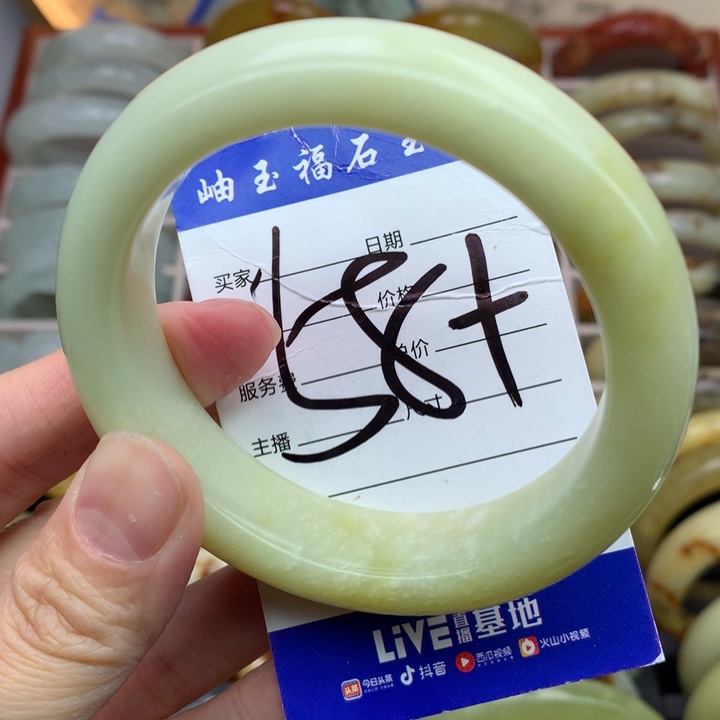 岫玉福石
日期
买家
价格
服务费
单价
尺寸
主播
58+
LiVE直播基地
今日头条 抖音 西瓜视频 火山小视频